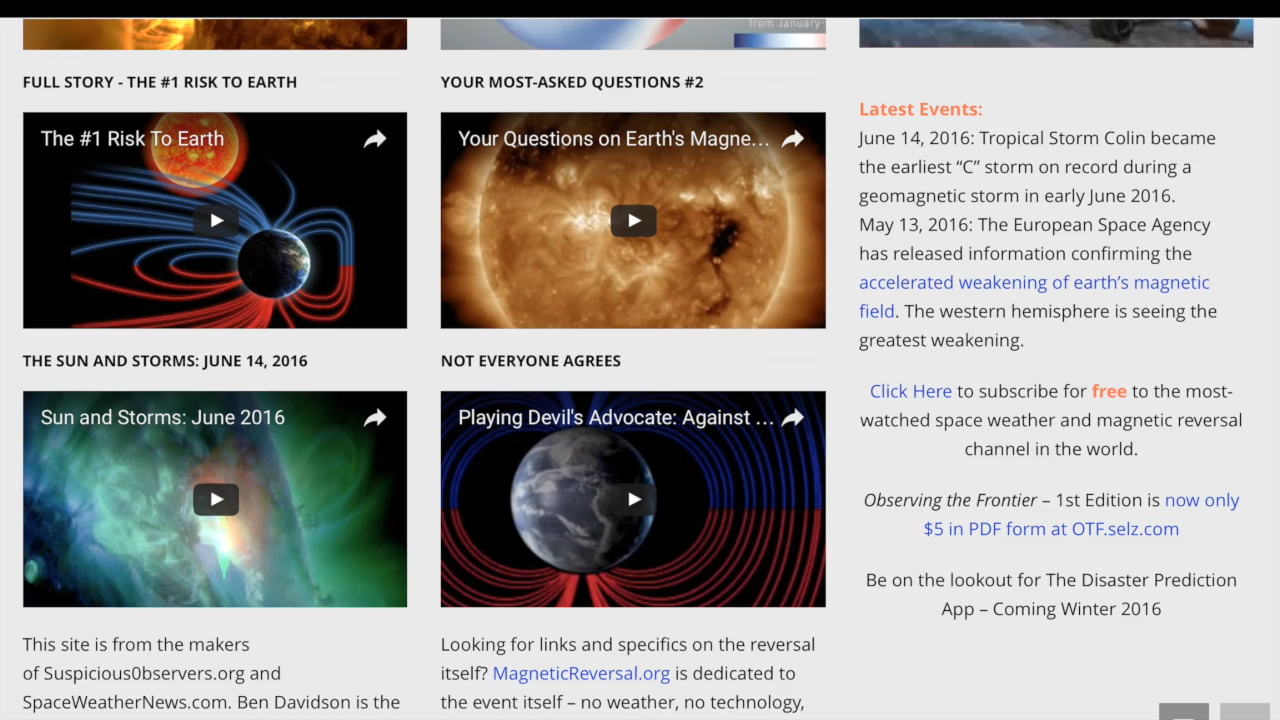 from January-
FULL STORY - THE #1 RISK TO EARTH
The #1 Risk To Earth
THE SUN AND STORMS: JUNE 14, 2016
Sun and Storms: June 2016
This site is from the makers
of Suspicious0bservers.org and
SpaceWeatherNews.com. Ben Davidson is the
YOUR MOST-ASKED QUESTIONS #2
Your Questions on Earth's Magne...
NOT EVERYONE AGREES
Playing Devil's Advocate: Against ...
Looking for links and specifics on the reversal
itself? MagneticReversal.org is dedicated to
the event itself – no weather, no technology,
Latest Events:
June 14, 2016: Tropical Storm Colin became
the earliest “C” storm on record during a
geomagnetic storm in early June 2016.
May 13, 2016: The European Space Agency
has released information confirming the
accelerated weakening of earth’s magnetic
field. The western hemisphere is seeing the
greatest weakening.
Click Here to subscribe for free to the most-
watched space weather and magnetic reversal
channel in the world.
Observing the Frontier – 1st Edition is now only
$5 in PDF form at OTF.selz.com
Be on the lookout for The Disaster Prediction
App – Coming Winter 2016